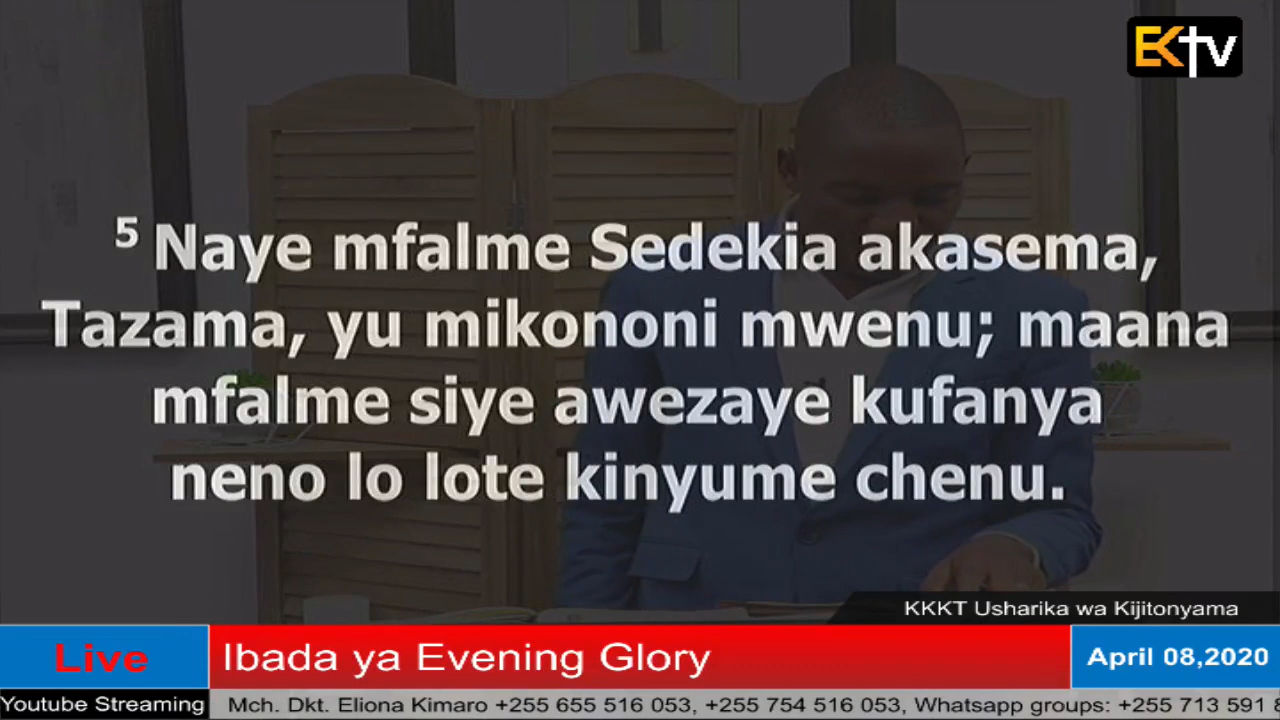 EKTV
5 Naye mfalme Sedekia akasema,
Tazama, yu mikononi mwenu; maana
mfalme siye awezaye kufanya
neno lo lote kinyume chenu.
KKKT Usharika wa Kijitonyama
Live
Ibada ya Evening Glory
April 08,2020
Youtube Streaming
Mch. Dkt. Eliona Kimaro +255 655 516 053, +255 754 516 053, Whatsapp groups: +255 713 591